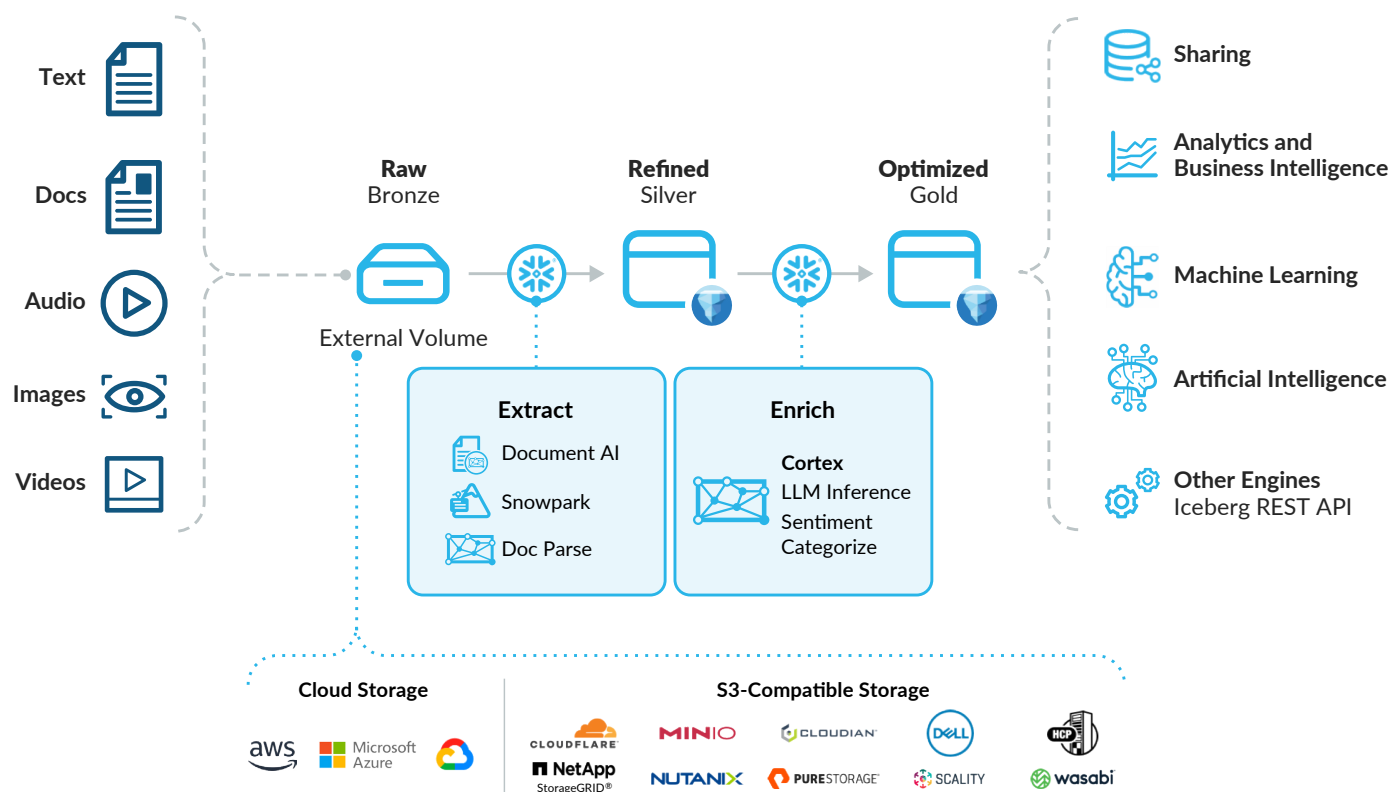 Text
Docs
Audio
Images
Videos
Raw
Bronze
External Volume
Refined
Silver
Optimized
Gold
Extract
Document AI
Snowpark
Doc Parse
Enrich
Cortex
LLM Inference
Sentiment
Categorize
Sharing
Analytics and
Business Intelligence
Machine Learning
Artificial Intelligence
Other Engines
Iceberg REST API
Cloud Storage
aws
Microsoft
Azure
S3-Compatible Storage
CLOUDFLARE
MINIO
CLOUDIAN
DELL
HCP
NetApp
StorageGRID®
NUTANIX
PURESTORAGE
SCALITY
wasabi